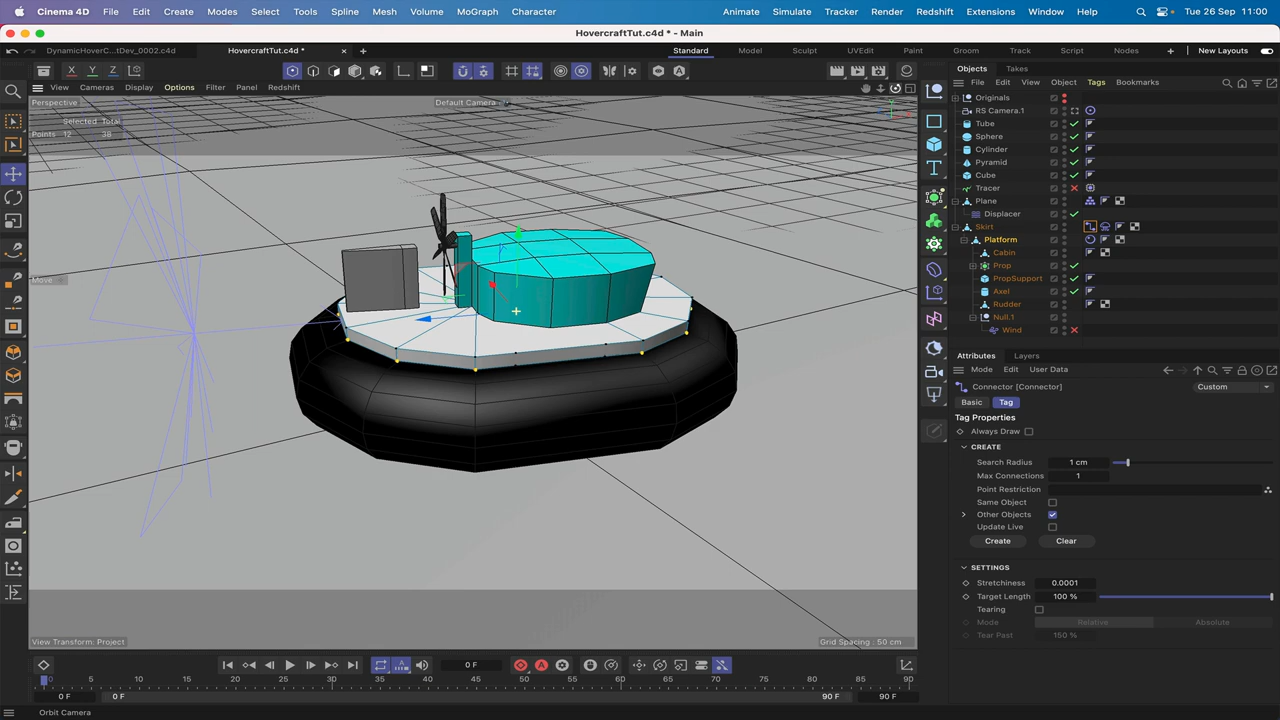 Cinema 4D File Edit Create Modes Select Tools Spline Mesh Volume MoGraph Character Animate Simulate Tracker Render Redshift Extensions Window Help Tue 26 Sep 11:00
HovercraftTut.c4d * - Main
DynamicHoverC...tDev_0002.c4d HovercraftTut.c4d * Standard Model Sculpt UVEdit Paint Groom Track Script Nodes New Layouts
X Y Z
View Cameras Display Options Filter Panel Redshift
Perspective Default Camera
Selected Total
Points 12 38
Move
View Transform: Project Grid Spacing : 50 cm
Objects Takes
File Edit View Object Tags Bookmarks
Originals
RS Camera.1
Tube
Sphere
Cylinder
Pyramid
Cube
Tracer
Plane
Displacer
Skirt
Platform
Cabin
Prop
PropSupport
Axel
Rudder
Null.1
Wind
Attributes Layers
Mode Edit User Data
Connector [Connector] Custom
Basic Tag
Tag Properties
Always Draw
CREATE
Search Radius 1 cm
Max Connections 1
Point Restriction
Same Object
Other Objects
Update Live
Create Clear
SETTINGS
Stretchiness 0.0001
Target Length 100 %
Tearing
Mode Relative Absolute
Tear Past 150 %
0 F
0 5 10 15 20 25 30 35 40 45 50 55 60 65 70 75 80 85 90
0 F 0 F 90 F 90 F
Orbit Camera